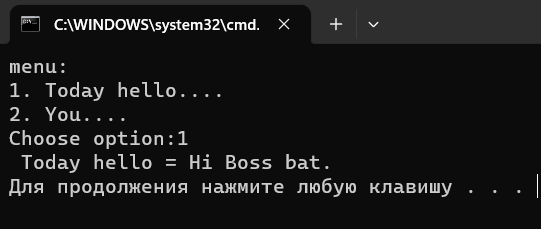 C:\WINDOWS\system32\cmd.
menu:
1. Today hello....
2. You....
Choose option:1
Today hello = Hi Boss bat.
Для продолжения нажмите любую клавишу . . .